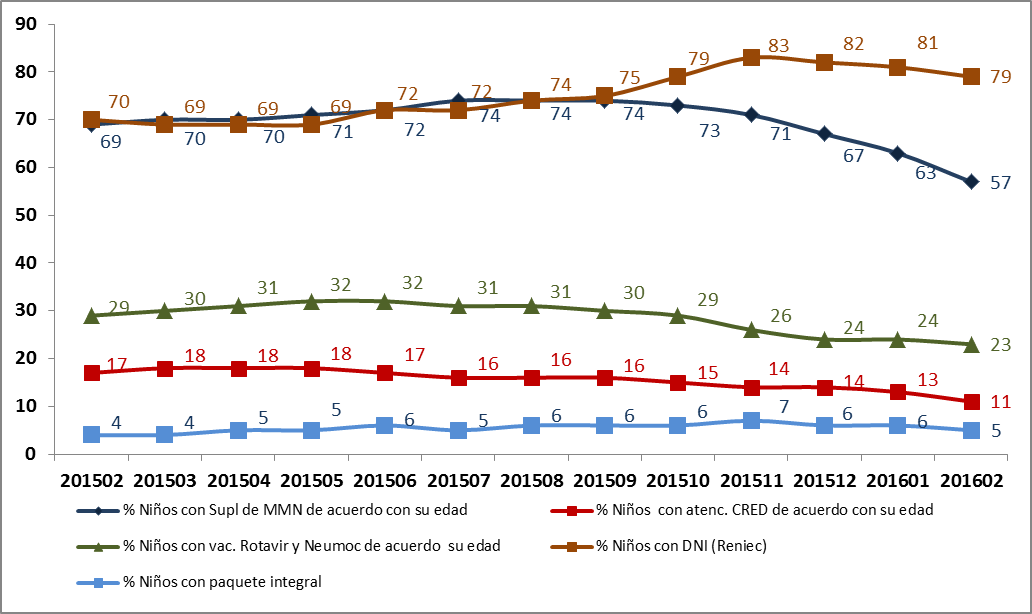 90
80
70
60
50
40
30
20
10
0
70 69 69 69 72 72 74 75 79 83 82 81 79
69 70 70 71 72 74 74 74 73 71 67 63 57
29 30 31 32 32 31 31 30 29 26 24 24 23
17 18 18 18 17 16 16 16 15 14 14 13 11
4 4 5 5 6 5 6 6 6 7 6 6 5
201502 201503 201504 201505 201506 201507 201508 201509 201510 201511 201512 201601 201602
% Niños con Supl de MMN de acuerdo con su edad
% Niños con atenc. CRED de acuerdo con su edad
% Niños con vac. Rotavir y Neumoc de acuerdo su edad
% Niños con DNI (Reniec)
% Niños con paquete integral